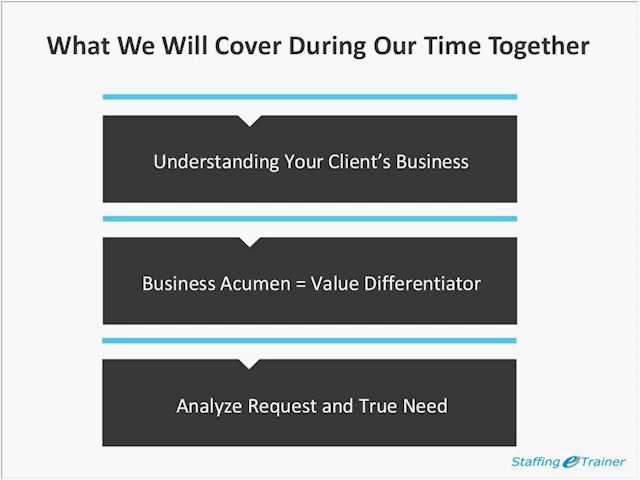 What We Will Cover During Our Time Together
Understanding Your Client’s Business
Business Acumen = Value Differentiator
Analyze Request and True Need
Staffing eTrainer